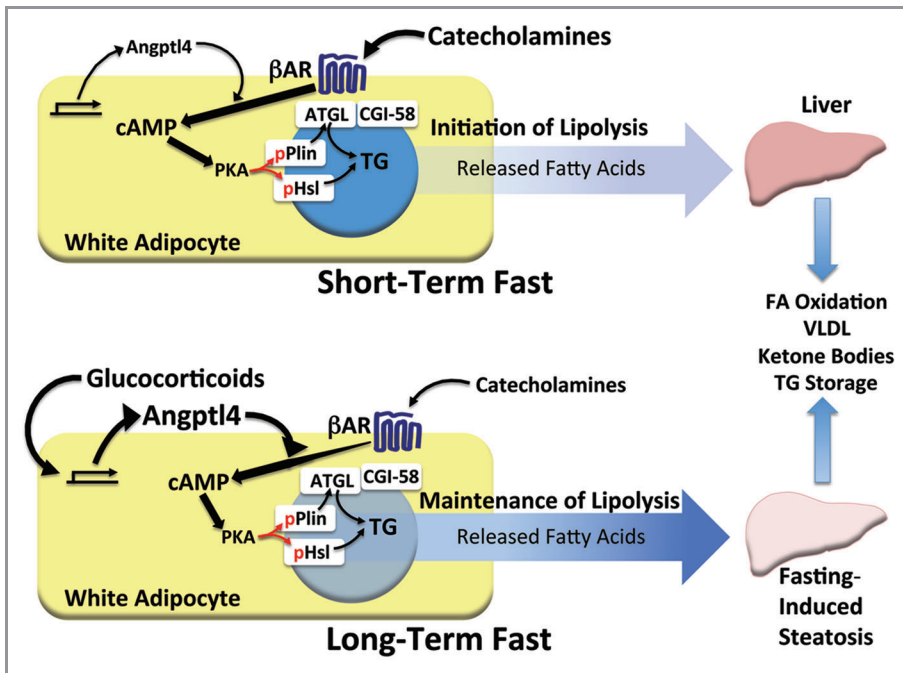 Angptl4
Catecholamines
βAR
cAMP
ATGL
CGI-58
Initiation of Lipolysis
PKA
pPlin
pHsl
TG
Released Fatty Acids
White Adipocyte
Short-Term Fast
Liver
FA Oxidation
VLDL
Ketone Bodies
TG Storage
Glucocorticoids
Angptl4
Catecholamines
βAR
cAMP
ATGL
CGI-58
Maintenance of Lipolysis
PKA
pPlin
pHsl
TG
Released Fatty Acids
White Adipocyte
Long-Term Fast
Fasting-
Induced
Steatosis